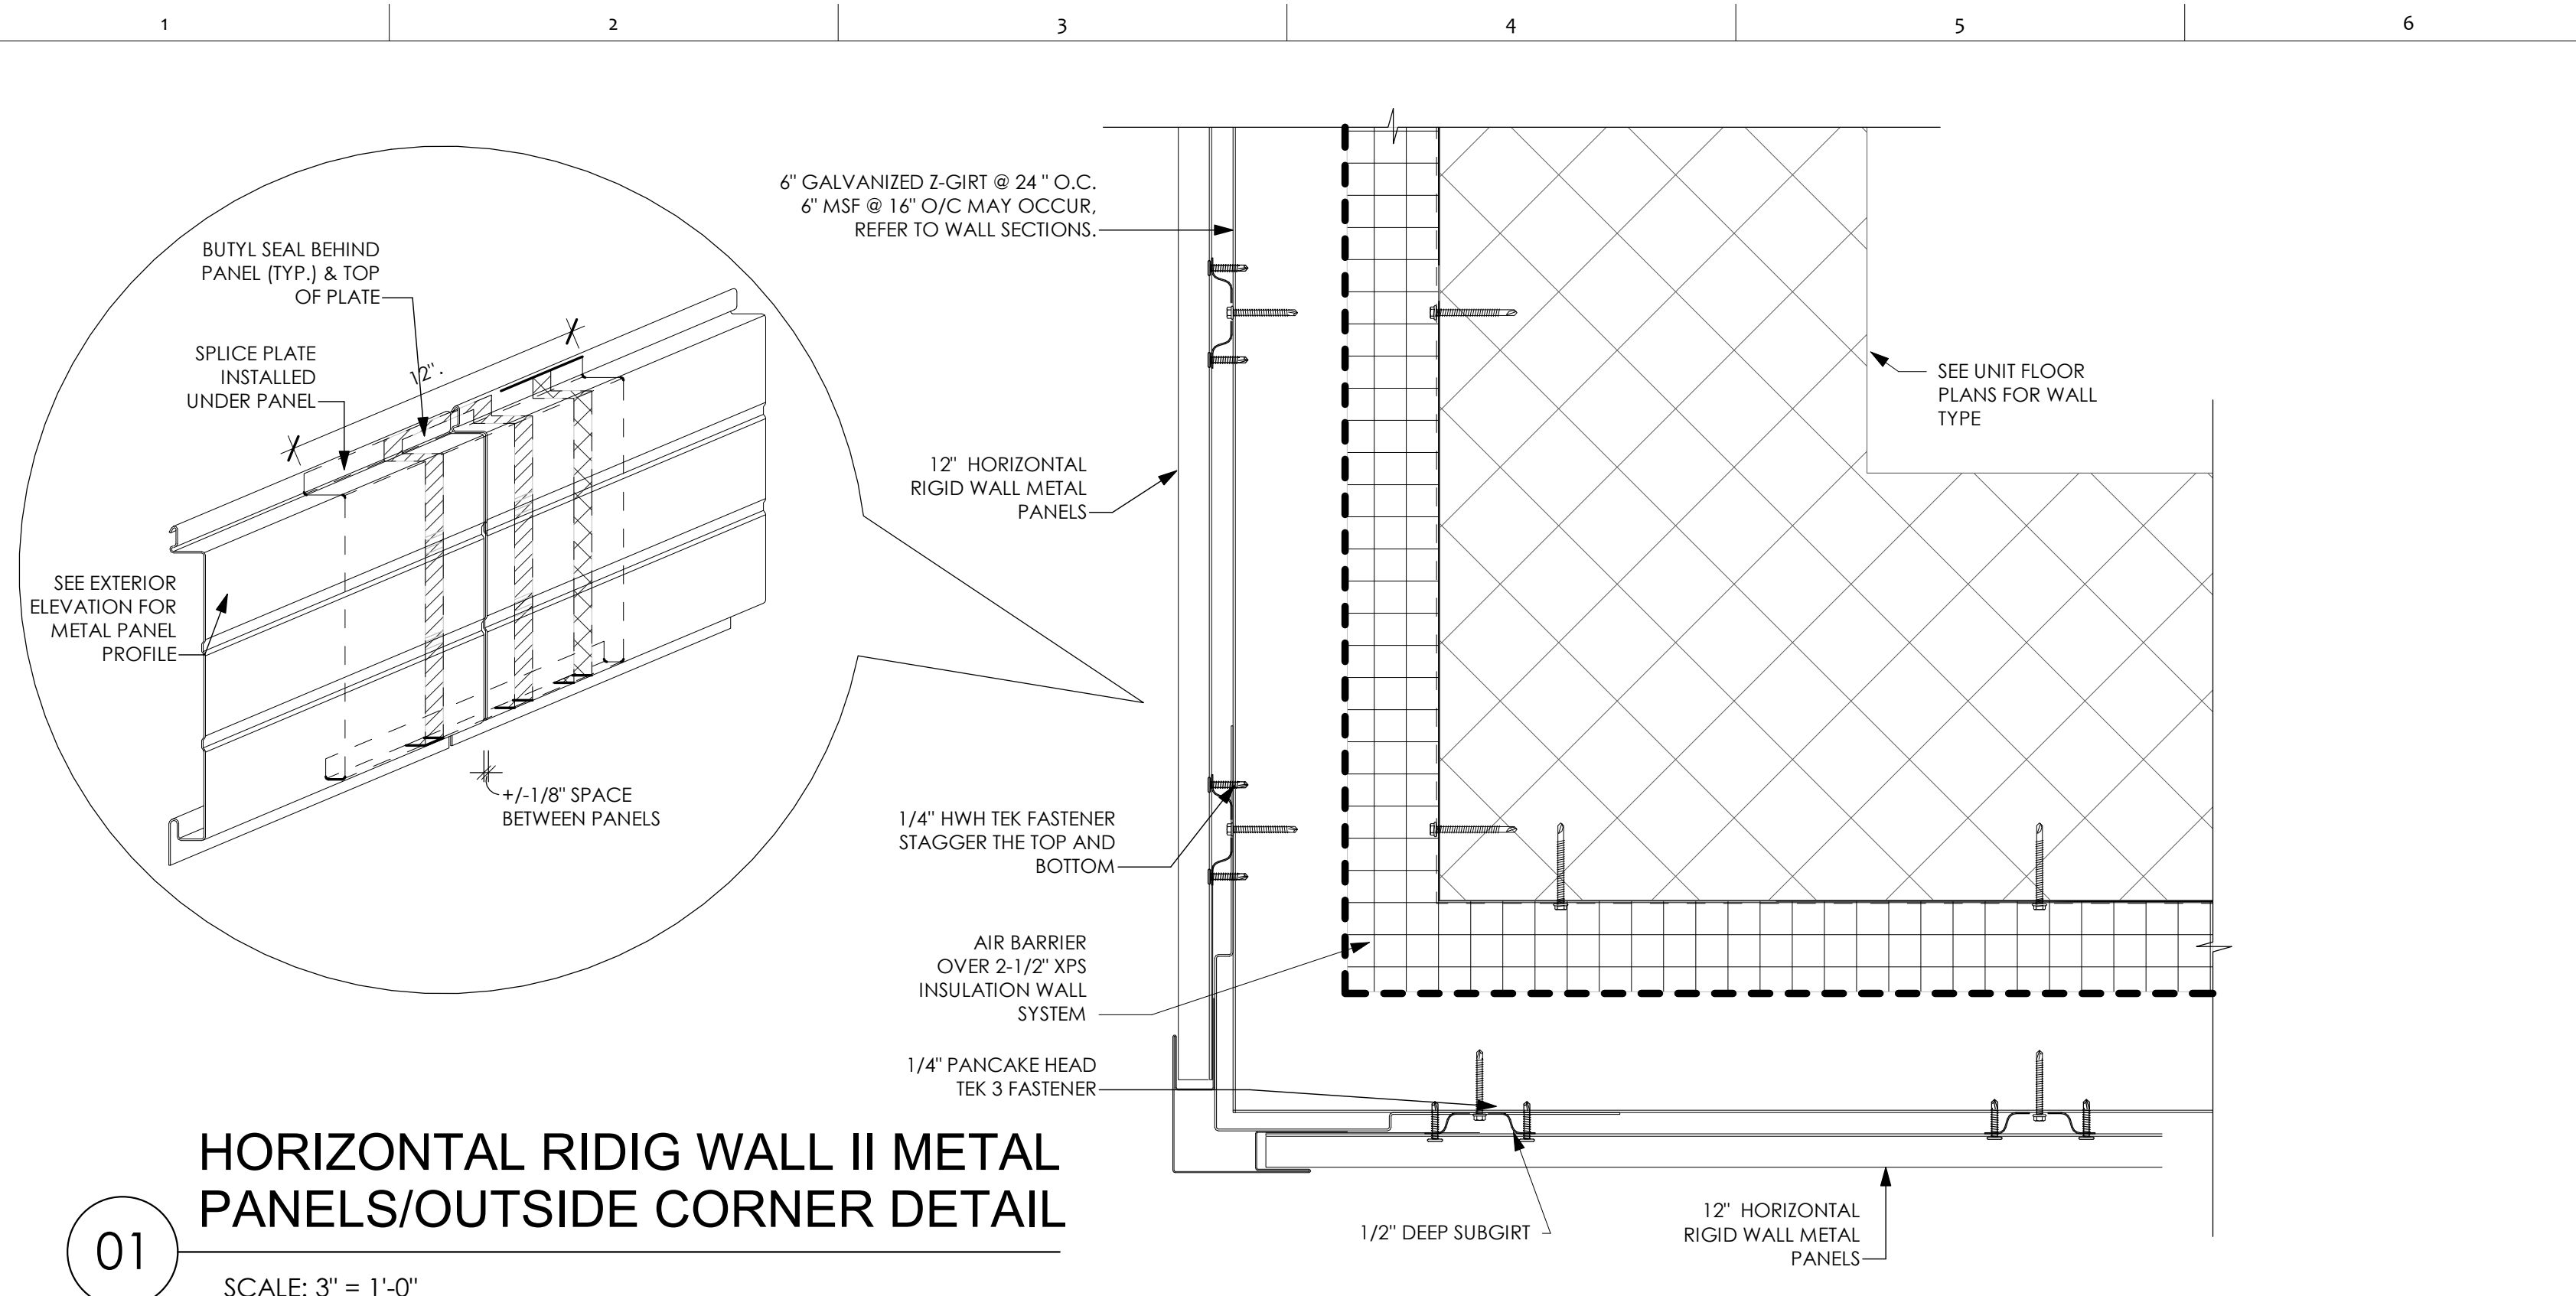 1 2 3 4 5 6
6" GALVANIZED Z-GIRT @ 24 " O.C.
6" MSF @ 16" O/C MAY OCCUR,
REFER TO WALL SECTIONS.
BUTYL SEAL BEHIND
PANEL (TYP.) & TOP
OF PLATE
SPLICE PLATE
INSTALLED
UNDER PANEL
12".
SEE EXTERIOR
ELEVATION FOR
METAL PANEL
PROFILE
+/-1/8" SPACE
BETWEEN PANELS
SEE UNIT FLOOR
PLANS FOR WALL
TYPE
12" HORIZONTAL
RIGID WALL METAL
PANELS
1/4" HWH TEK FASTENER
STAGGER THE TOP AND
BOTTOM
AIR BARRIER
OVER 2-1/2" XPS
INSULATION WALL
SYSTEM
1/4" PANCAKE HEAD
TEK 3 FASTENER
1/2" DEEP SUBGIRT
12" HORIZONTAL
RIGID WALL METAL
PANELS
HORIZONTAL RIDIG WALL II METAL
PANELS/OUTSIDE CORNER DETAIL
01
SCALE: 3" = 1'-0"